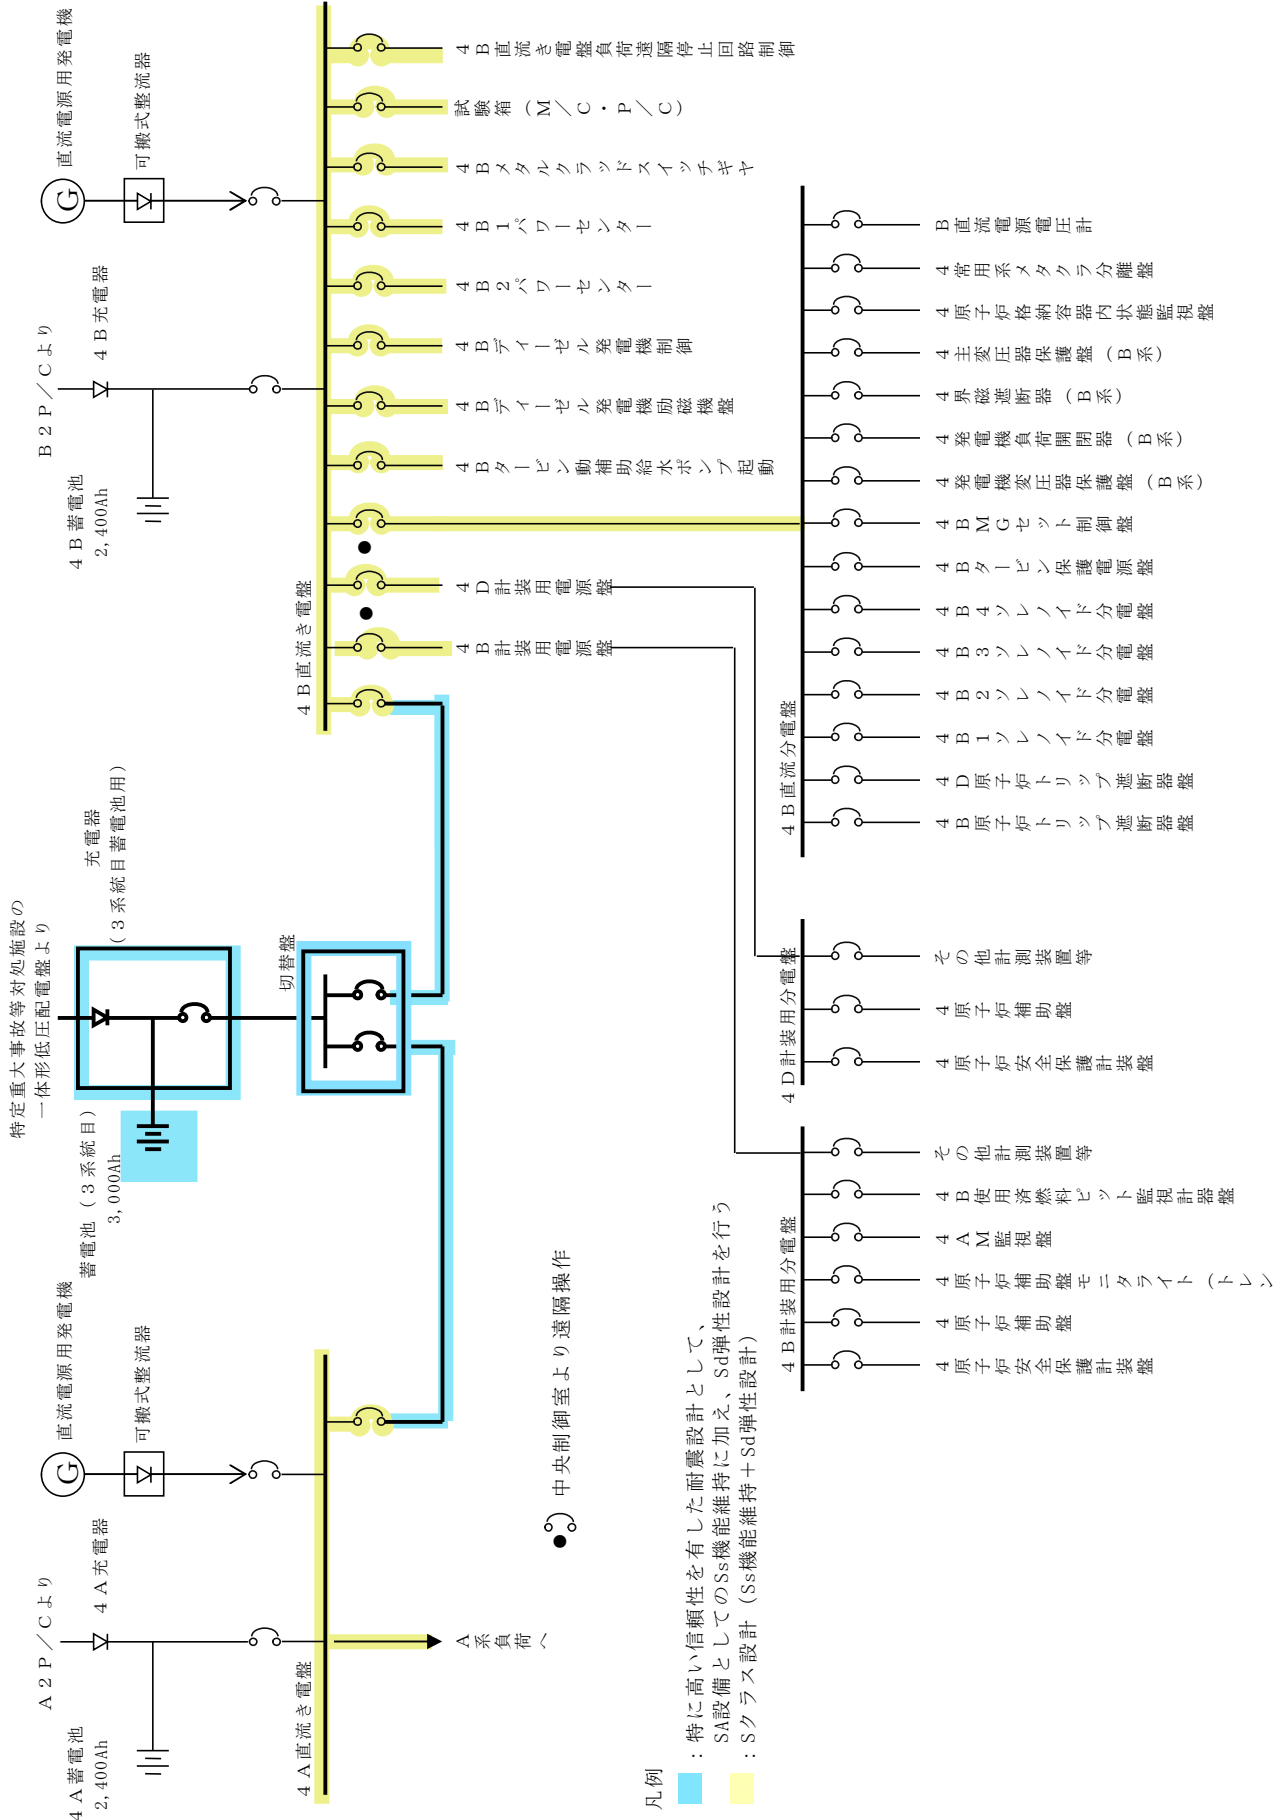 特定重大事故等対処施設の
一体形低圧配電盤より
充電器
（３系統目蓄電池用）
蓄電池（３系統目）
3,000Ah
切替盤
A２P／Cより
４A充電器
４A蓄電池
2,400Ah
直流電源用発電機
G
可搬式整流器
４A直流き電盤
A系負荷へ
B２P／Cより
４B充電器
４B蓄電池
2,400Ah
直流電源用発電機
G
可搬式整流器
４B直流き電盤
４B計装用電源盤
４D計装用電源盤
４Bタービン動補助給水ポンプ起動
４Bディーゼル発電機励磁機盤
４Bディーゼル発電機制御
４B２パワーセンター
４B１パワーセンター
４Bメタルクラッドスイッチギヤ
試験箱（M／C・P／C）
４B直流き電盤負荷遠隔停止回路制御
４B計装用分電盤
４原子炉安全保護計装盤
４原子炉補助盤
４原子炉補助盤モニタライト（トレン
４AM監視盤
４B使用済燃料ピット監視計器盤
その他計測装置等
４D計装用分電盤
４原子炉安全保護計装盤
４原子炉補助盤
その他計測装置等
４B直流分電盤
４B原子炉トリップ遮断器盤
４D原子炉トリップ遮断器盤
４B１ソレノイド分電盤
４B２ソレノイド分電盤
４B３ソレノイド分電盤
４B４ソレノイド分電盤
４Bタービン保護電源盤
４BMGセット制御盤
４発電機変圧器保護盤（B系）
４発電機負荷開閉器（B系）
４界磁遮断器（B系）
４主変圧器保護盤（B系）
４原子炉格納容器内状態監視盤
４常用系メタクラ分離盤
B直流電源電圧計
中央制御室より遠隔操作
凡例
：特に高い信頼性を有した耐震設計として、
SA設備としてのSs機能維持に加え、Sd弾性設計を行う
：Sクラス設計（Ss機能維持＋Sd弾性設計）